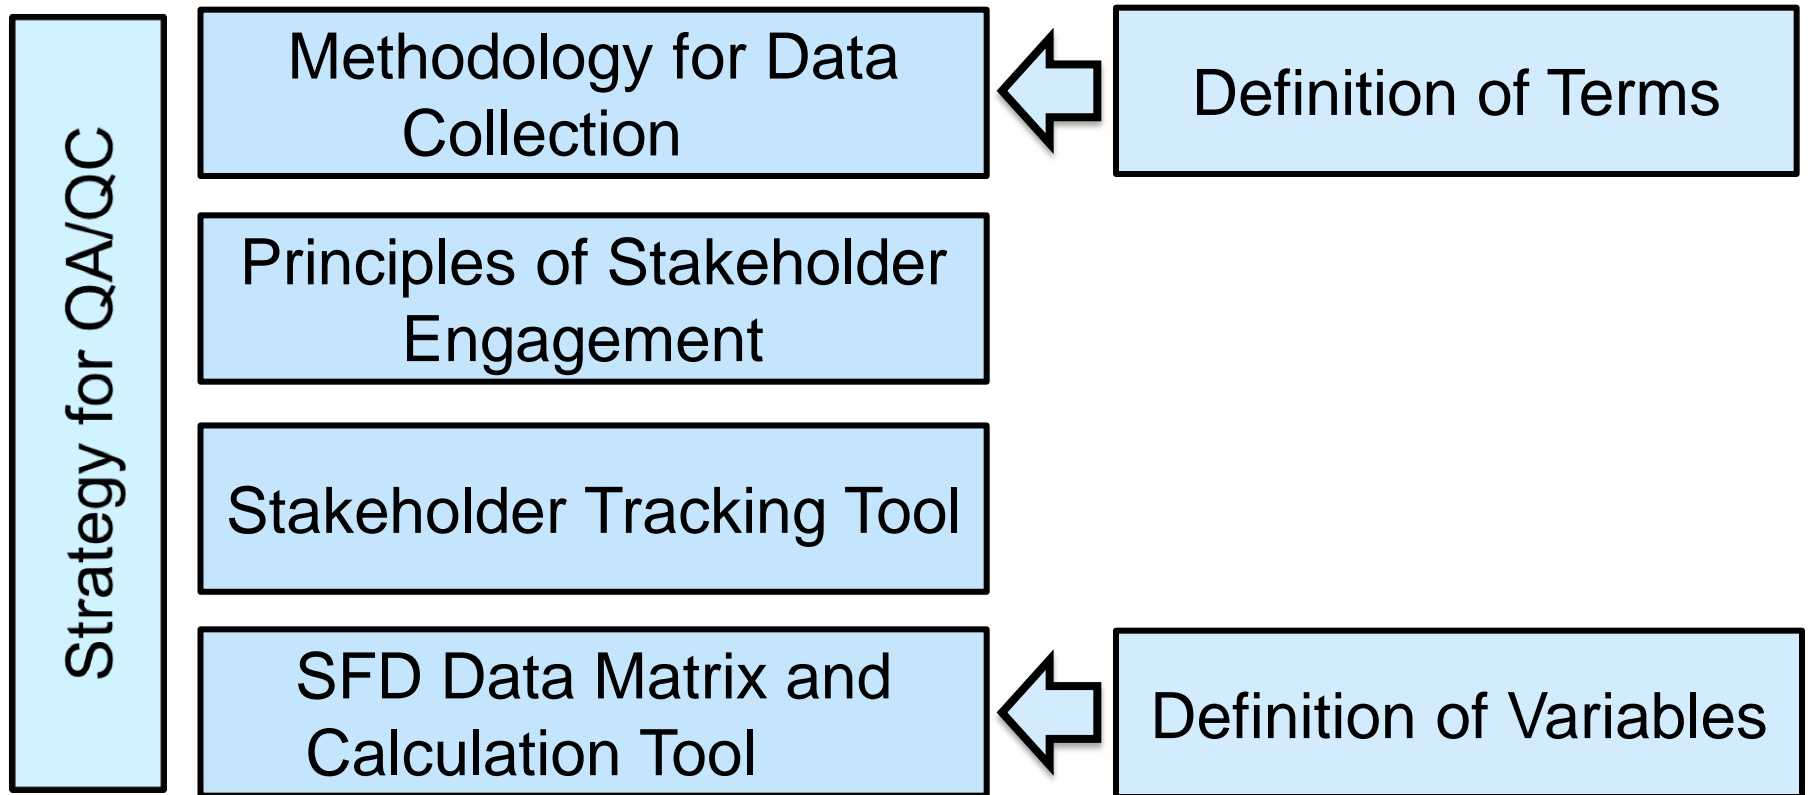 Strategy for QA/QC
Methodology for Data
Collection
Definition of Terms
Principles of Stakeholder
Engagement
Stakeholder Tracking Tool
SFD Data Matrix and
Calculation Tool
Definition of Variables